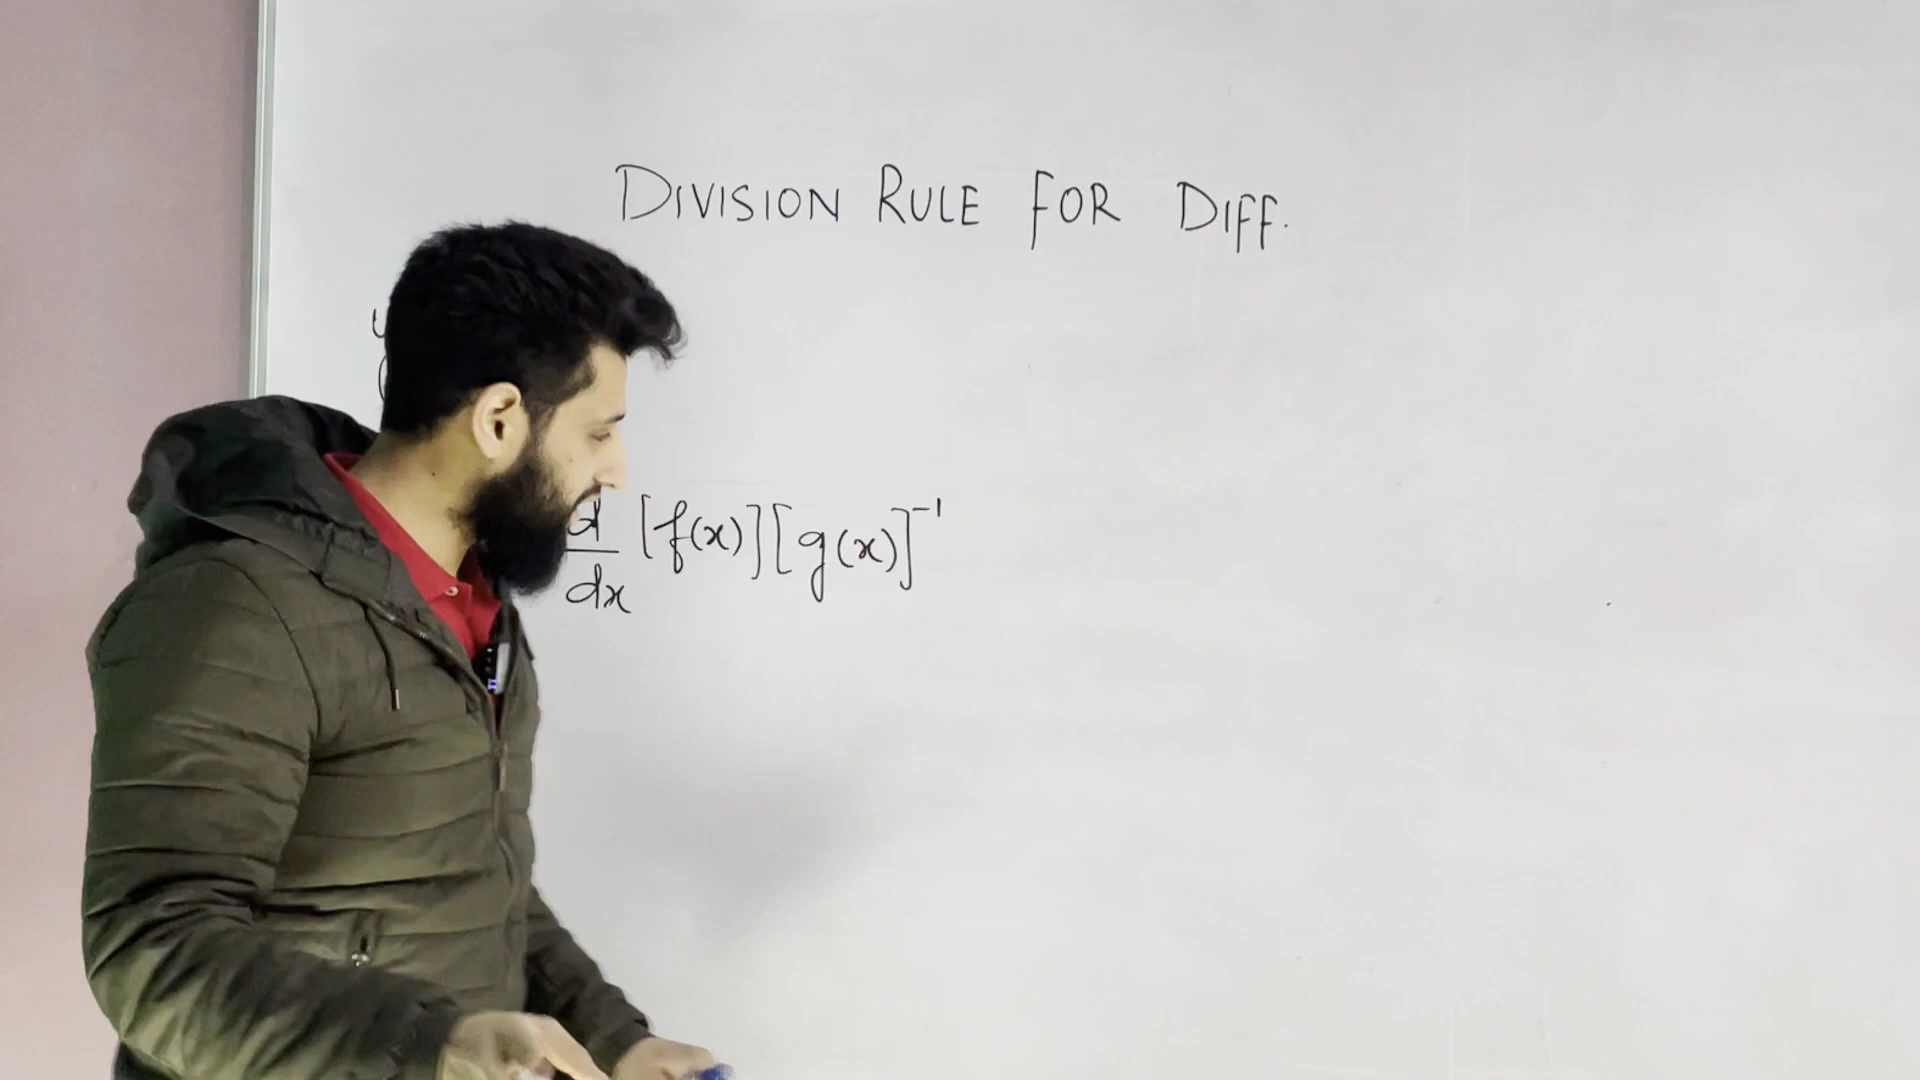 DIVISION RULE FOR DIFF.
d/dx [f(x)][g(x)]⁻¹